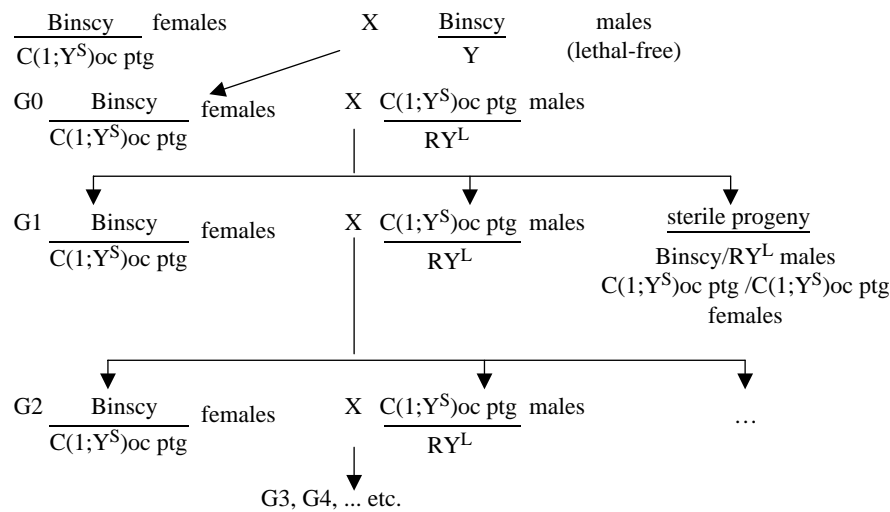 Binscy females X Binscy males
C(1;Y^S)oc ptg Y (lethal-free)
G0 Binscy females X C(1;Y^S)oc ptg males
C(1;Y^S)oc ptg RY^L
G1 Binscy females X C(1;Y^S)oc ptg males sterile progeny
C(1;Y^S)oc ptg RY^L Binscy/RY^L males
C(1;Y^S)oc ptg /C(1;Y^S)oc ptg
females
G2 Binscy females X C(1;Y^S)oc ptg males ...
C(1;Y^S)oc ptg RY^L
G3, G4, ... etc.